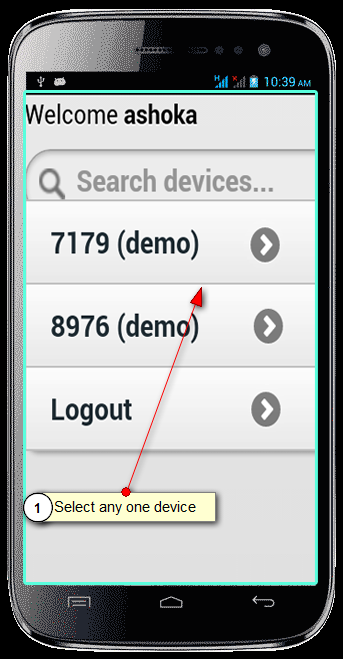 H 10:39 AM
Welcome ashoka
Search devices...
7179 (demo)
8976 (demo)
Logout
1 Select any one device